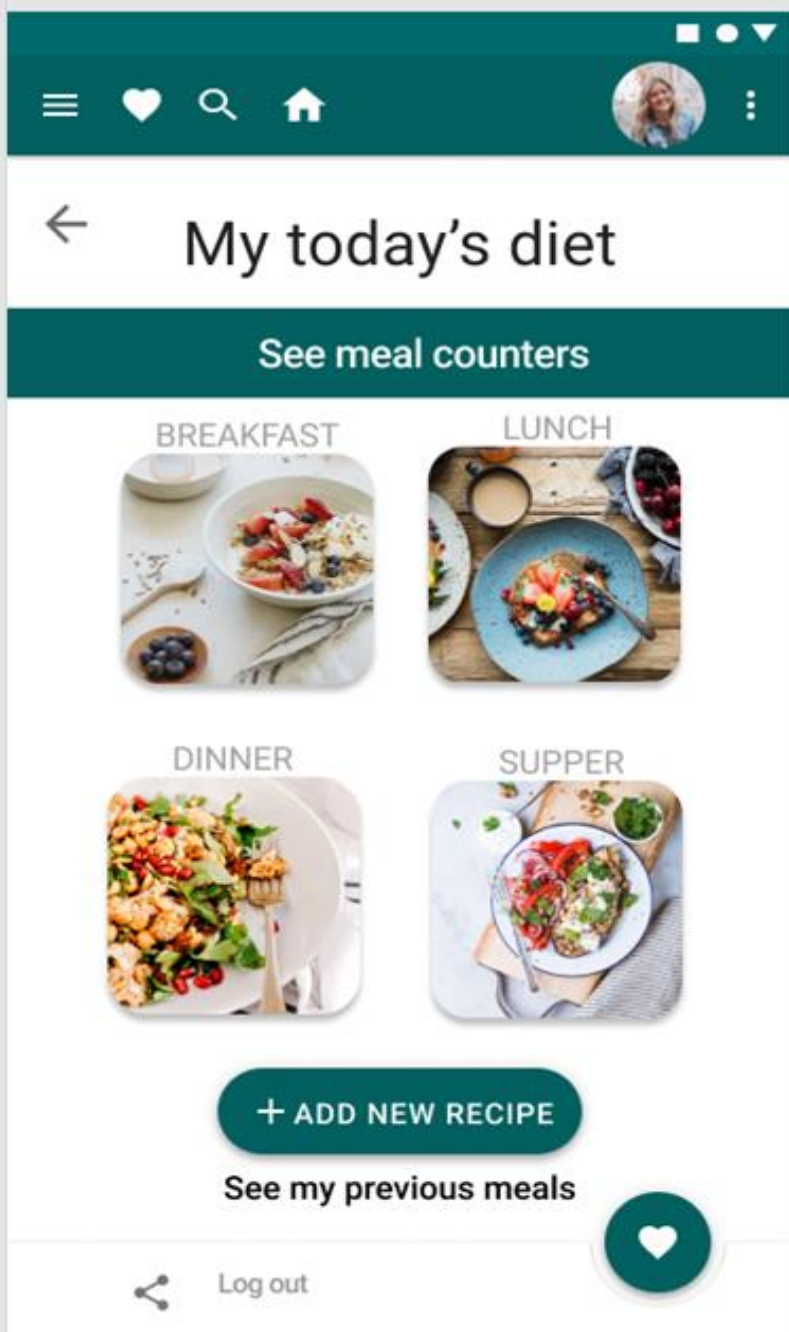 My today’s diet
See meal counters
BREAKFAST
LUNCH
DINNER
SUPPER
+ ADD NEW RECIPE
See my previous meals
Log out